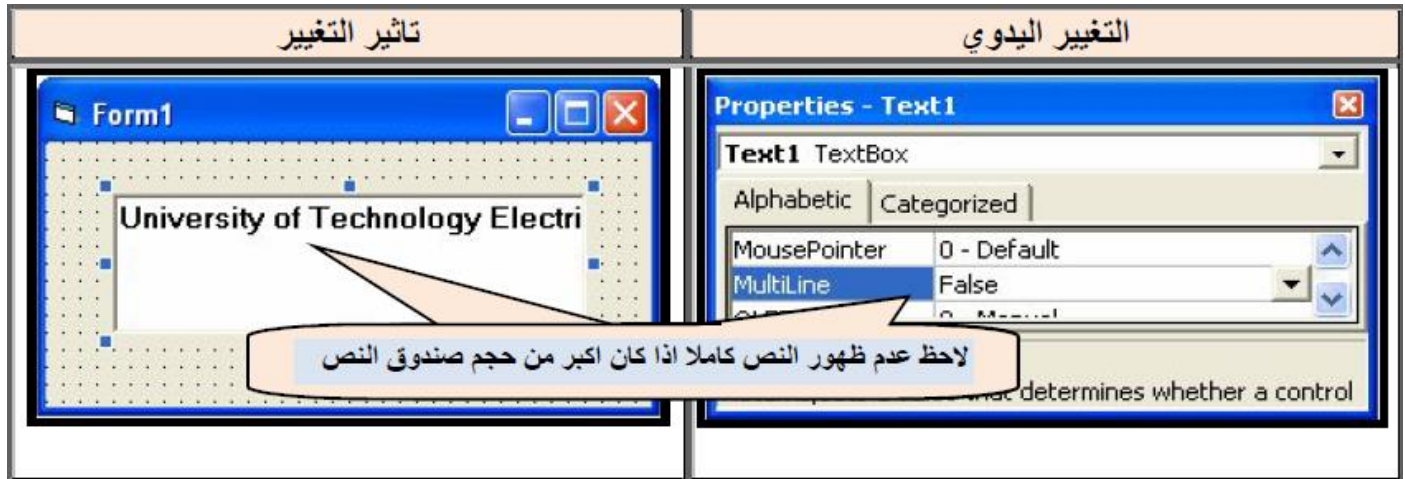 التغيير اليدوي
تاثير التغيير
Properties - Text1
Text1 TextBox
Alphabetic
Categorized
MousePointer 0 - Default
MultiLine False
determines whether a control
Form1
University of Technology Electri
لاحظ عدم ظهور النص كاملا اذا كان اكبر من حجم صندوق النص